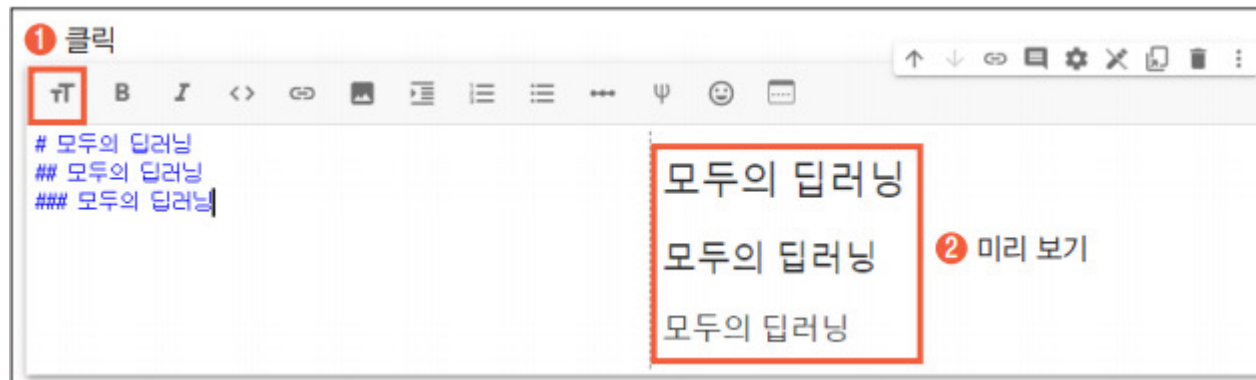 1 클릭
# 모두의 딥러닝
## 모두의 딥러닝
### 모두의 딥러닝
모두의 딥러닝
모두의 딥러닝
모두의 딥러닝
2 미리 보기